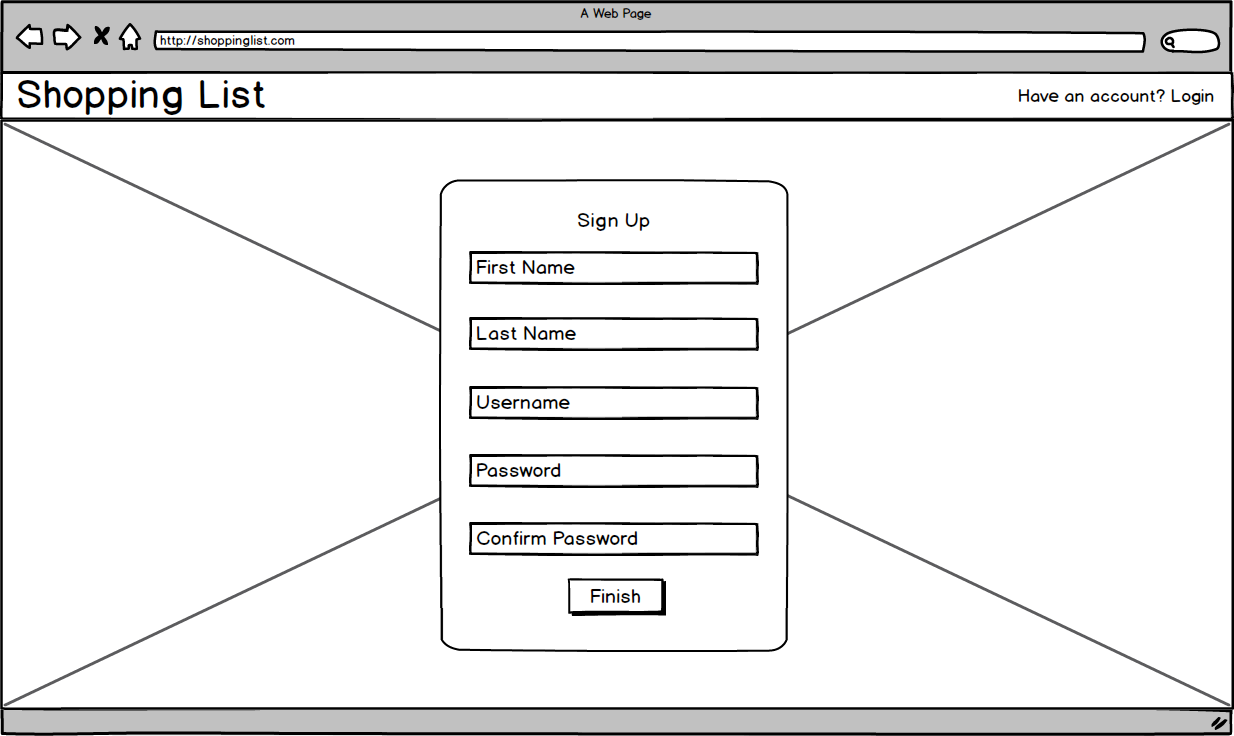 A Web Page
http://shoppinglist.com
Shopping List
Have an account? Login
Sign Up
First Name
Last Name
Username
Password
Confirm Password
Finish